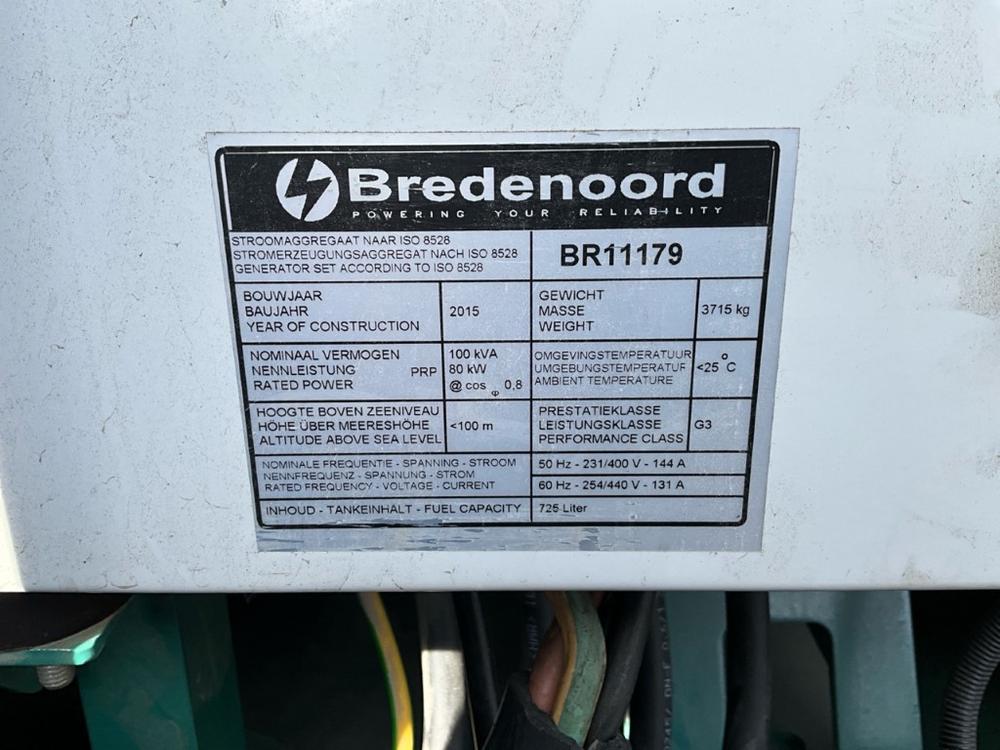 Bredenoord
POWERING YOUR RELIABILITY
STROOMAGGREGAAT NAAR ISO 8528
STROMERZEUGUNGSAGGREGAT NACH ISO 8528
GENERATOR SET ACCORDING TO ISO 8528
BR11179
BOUWJAAR
BAUJAHR
YEAR OF CONSTRUCTION
2015
GEWICHT
MASSE
WEIGHT
3715 kg
NOMINAAL VERMOGEN
NENNLEISTUNG
RATED POWER
PRP
100 kVA
80 kW
@ cos φ 0,8
OMGEVINGSTEMPERATUUR
UMGEBUNGSTEMPERATUR
AMBIENT TEMPERATURE
<25 °C
HOOGTE BOVEN ZEENIVEAU
HÖHE ÜBER MEERESHÖHE
ALTITUDE ABOVE SEA LEVEL
<100 m
PRESTATIEKLASSE
LEISTUNGSKLASSE
PERFORMANCE CLASS
G3
NOMINALE FREQUENTIE - SPANNING - STROOM
NENNFREQUENZ - SPANNUNG - STROM
RATED FREQUENCY - VOLTAGE - CURRENT
50 Hz - 231/400 V - 144 A
60 Hz - 254/440 V - 131 A
INHOUD - TANKEINHALT - FUEL CAPACITY
725 Liter